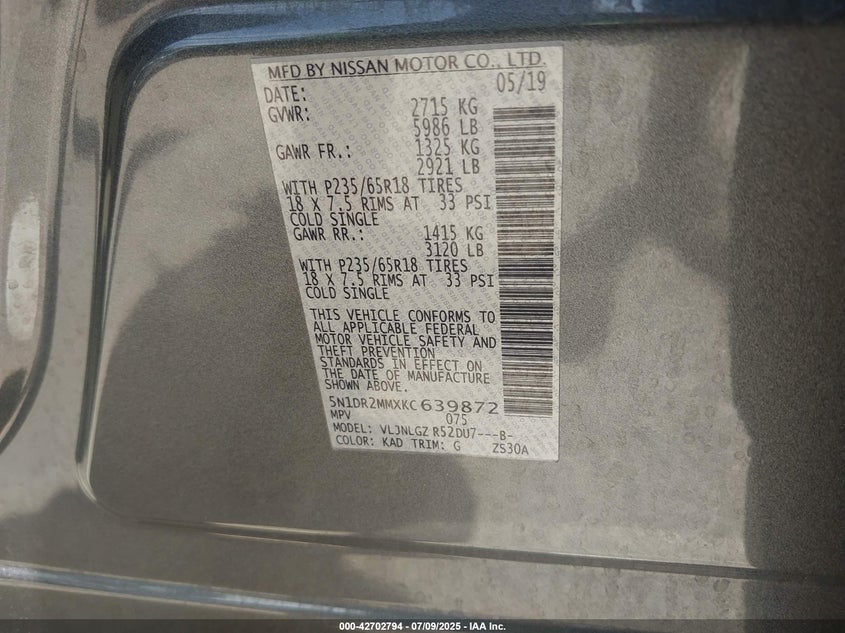 MFD BY NISSAN MOTOR CO., LTD.
DATE: 05/19
GVWR: 2715 KG
5986 LB
GAWR FR.: 1325 KG
2921 LB
WITH P235/65R18 TIRES
18 X 7.5 RIMS AT 33 PSI
COLD SINGLE
GAWR RR.: 1415 KG
3120 LB
WITH P235/65R18 TIRES
18 X 7.5 RIMS AT 33 PSI
COLD SINGLE
THIS VEHICLE CONFORMS TO
ALL APPLICABLE FEDERAL
MOTOR VEHICLE SAFETY AND
THEFT PREVENTION
STANDARDS IN EFFECT ON
THE DATE OF MANUFACTURE
SHOWN ABOVE.
5N1DR2MMXKC639872
MPV 075
MODEL: VLJNLGZ R52DU7---B-
COLOR: KAD TRIM: G ZS30A
000-42702794 - 07/09/2025 - IAA Inc.